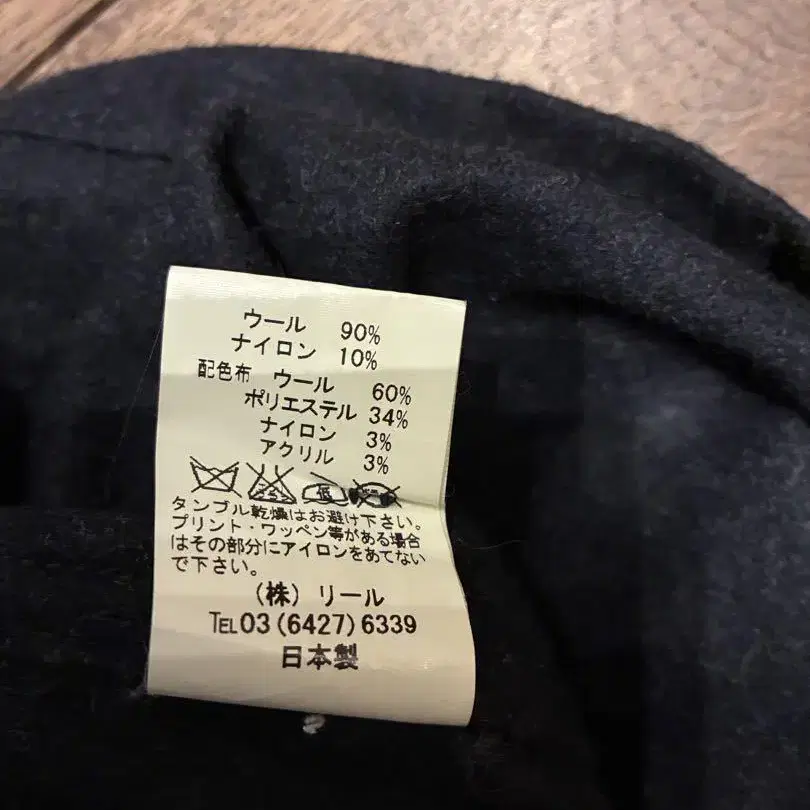 ウール 90%
ナイロン 10%
配色布 ウール 60%
ポリエステル 34%
ナイロン 3%
アクリル 3%
低
タンブル乾燥はお避け下さい。
プリント・ワッペン等がある場合
はその部分にアイロンをあてない
で下さい。
(株)リール
TEL03(6427)6339
日本製